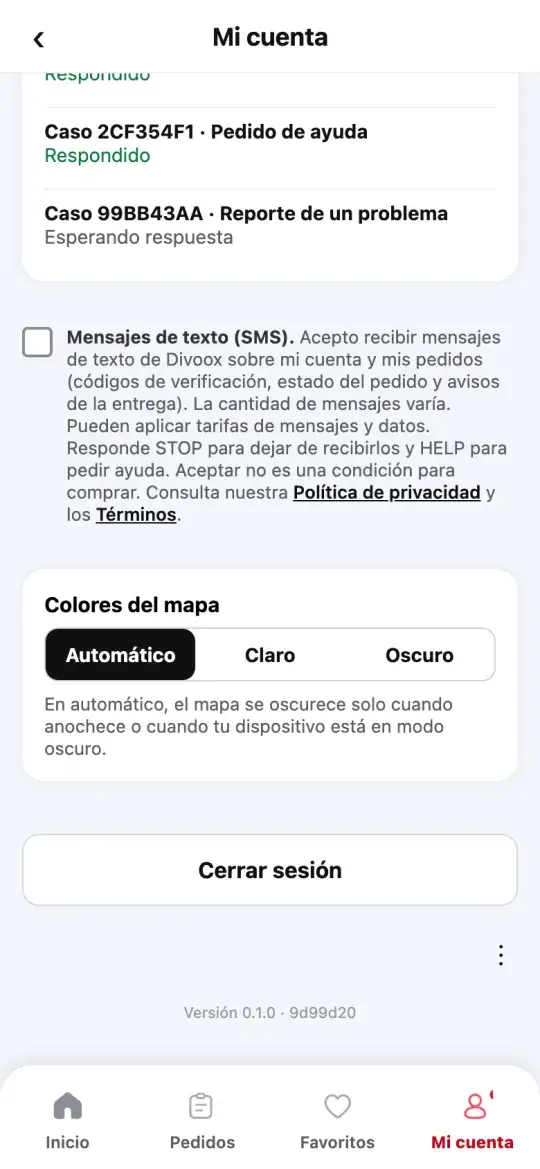 Mi cuenta
Respondido
Caso 2CF354F1 · Pedido de ayuda
Respondido
Caso 99BB43AA · Reporte de un problema
Esperando respuesta
Mensajes de texto (SMS). Acepto recibir mensajes
de texto de Divoox sobre mi cuenta y mis pedidos
(códigos de verificación, estado del pedido y avisos
de la entrega). La cantidad de mensajes varía.
Pueden aplicar tarifas de mensajes y datos.
Responde STOP para dejar de recibirlos y HELP para
pedir ayuda. Aceptar no es una condición para
comprar. Consulta nuestra Política de privacidad y
los Términos.
Colores del mapa
Automático Claro Oscuro
En automático, el mapa se oscurece solo cuando
anochece o cuando tu dispositivo está en modo
oscuro.
Cerrar sesión
Versión 0.1.0 · 9d99d20
Inicio Pedidos Favoritos Mi cuenta